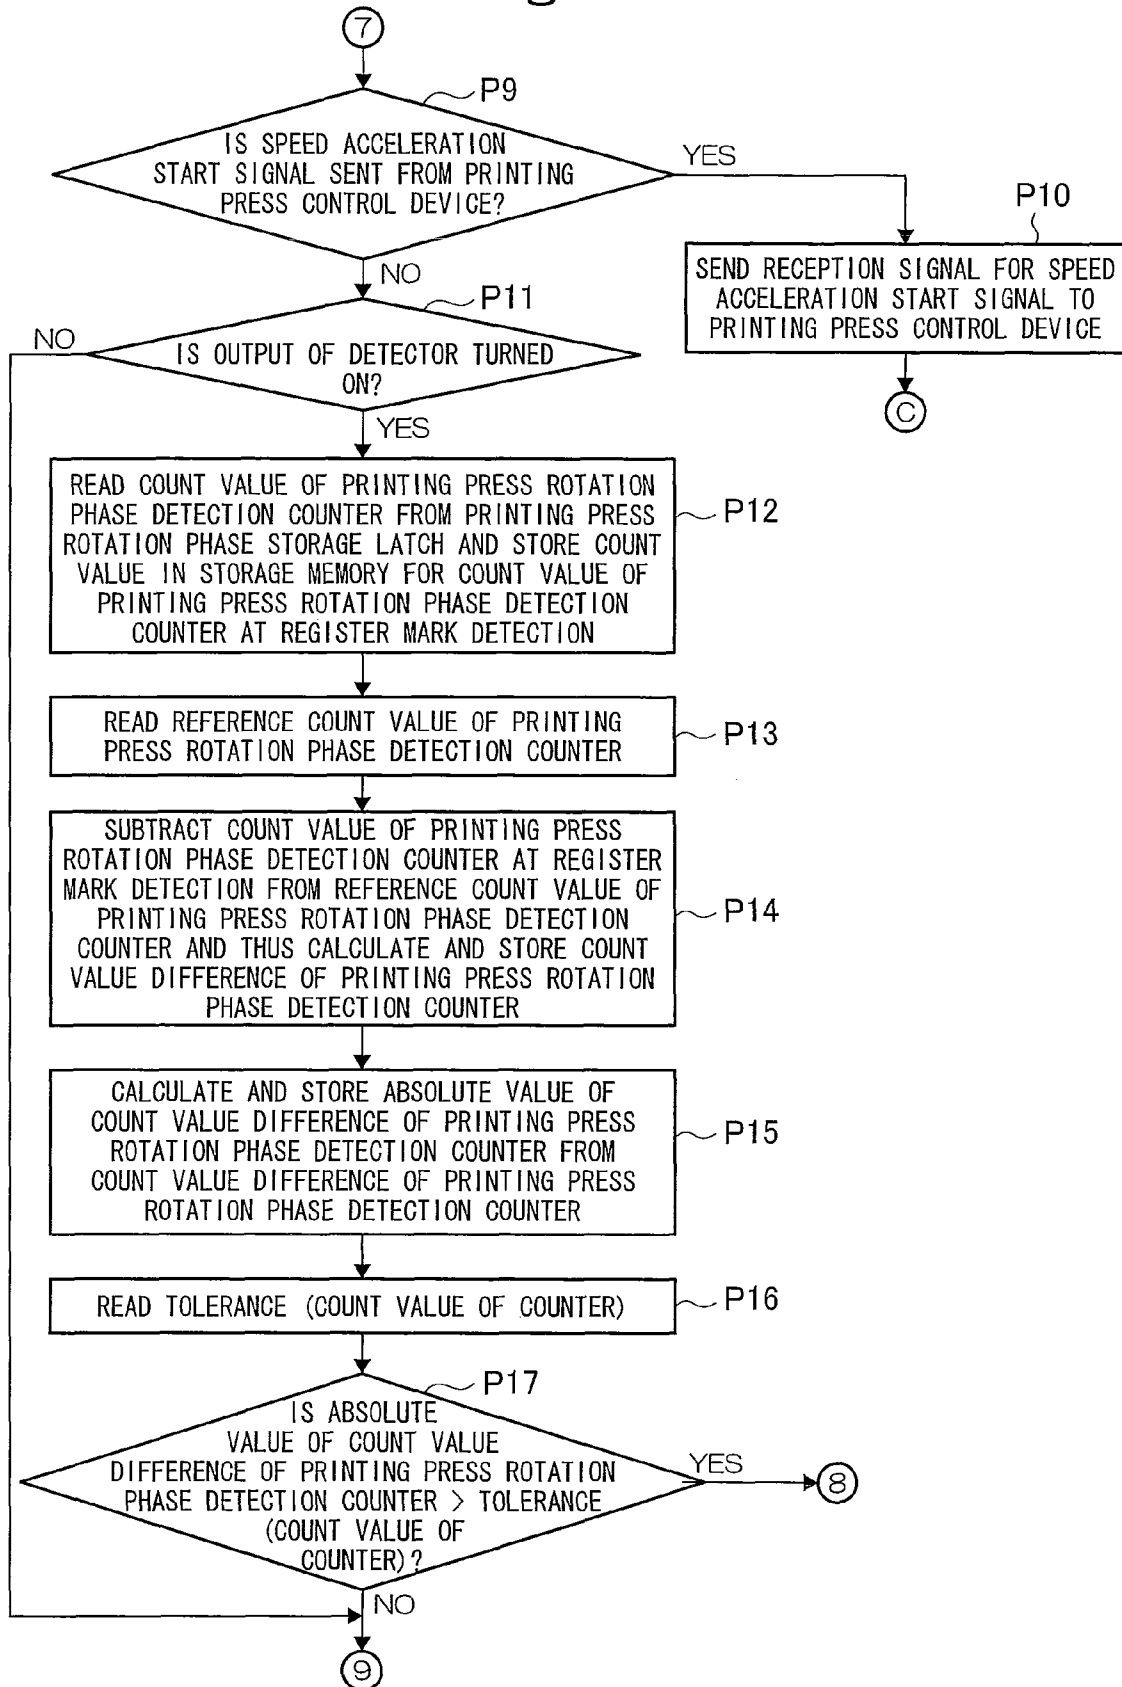 7
P9
IS SPEED ACCELERATION
START SIGNAL SENT FROM PRINTING
PRESS CONTROL DEVICE?
YES
P10
SEND RECEPTION SIGNAL FOR SPEED
ACCELERATION START SIGNAL TO
PRINTING PRESS CONTROL DEVICE
C
NO
P11
NO
IS OUTPUT OF DETECTOR TURNED
ON?
YES
READ COUNT VALUE OF PRINTING PRESS ROTATION
PHASE DETECTION COUNTER FROM PRINTING PRESS
ROTATION PHASE STORAGE LATCH AND STORE COUNT
VALUE IN STORAGE MEMORY FOR COUNT VALUE OF
PRINTING PRESS ROTATION PHASE DETECTION
COUNTER AT REGISTER MARK DETECTION
P12
READ REFERENCE COUNT VALUE OF PRINTING
PRESS ROTATION PHASE DETECTION COUNTER
P13
SUBTRACT COUNT VALUE OF PRINTING PRESS
ROTATION PHASE DETECTION COUNTER AT REGISTER
MARK DETECTION FROM REFERENCE COUNT VALUE OF
PRINTING PRESS ROTATION PHASE DETECTION
COUNTER AND THUS CALCULATE AND STORE COUNT
VALUE DIFFERENCE OF PRINTING PRESS ROTATION
PHASE DETECTION COUNTER
P14
CALCULATE AND STORE ABSOLUTE VALUE OF
COUNT VALUE DIFFERENCE OF PRINTING PRESS
ROTATION PHASE DETECTION COUNTER FROM
COUNT VALUE DIFFERENCE OF PRINTING PRESS
ROTATION PHASE DETECTION COUNTER
P15
READ TOLERANCE (COUNT VALUE OF COUNTER)
P16
P17
IS ABSOLUTE
VALUE OF COUNT VALUE
DIFFERENCE OF PRINTING PRESS ROTATION
PHASE DETECTION COUNTER > TOLERANCE
(COUNT VALUE OF
COUNTER)?
YES
8
NO
9